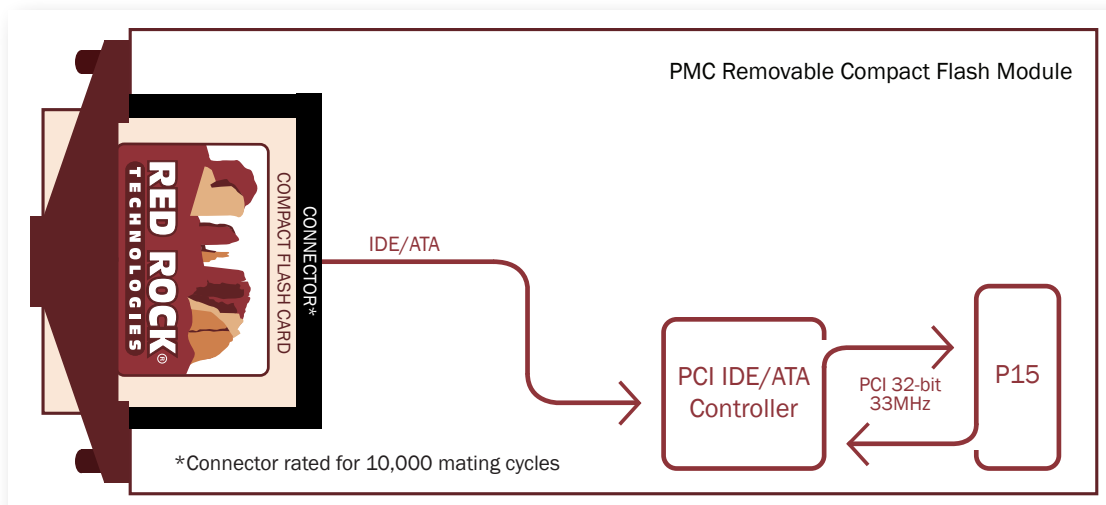 PMC Removable Compact Flash Module
RED ROCK®
TECHNOLOGIES
COMPACT FLASH CARD
CONNECTOR*
IDE/ATA
PCI IDE/ATA
Controller
PCI 32-bit
33MHz
P15
*Connector rated for 10,000 mating cycles